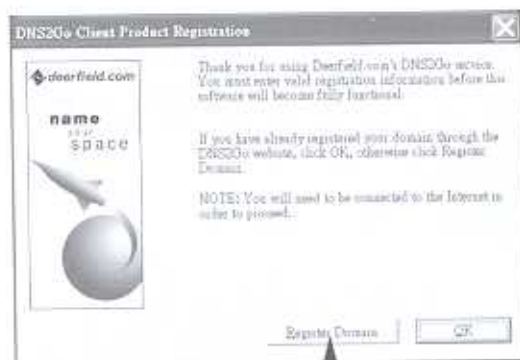 DNS2Go Client Product Registration
deerfield.com
name
your
space
Thank you for using Deerfield.com's DNS2Go service.
You must enter valid registration information before this
software will become fully functional.
If you have already registered your domain through the
DNS2Go website, click OK, otherwise click Register
Domain.
NOTE: You will need to be connected to the Internet in
order to proceed.
Register Domain
OK